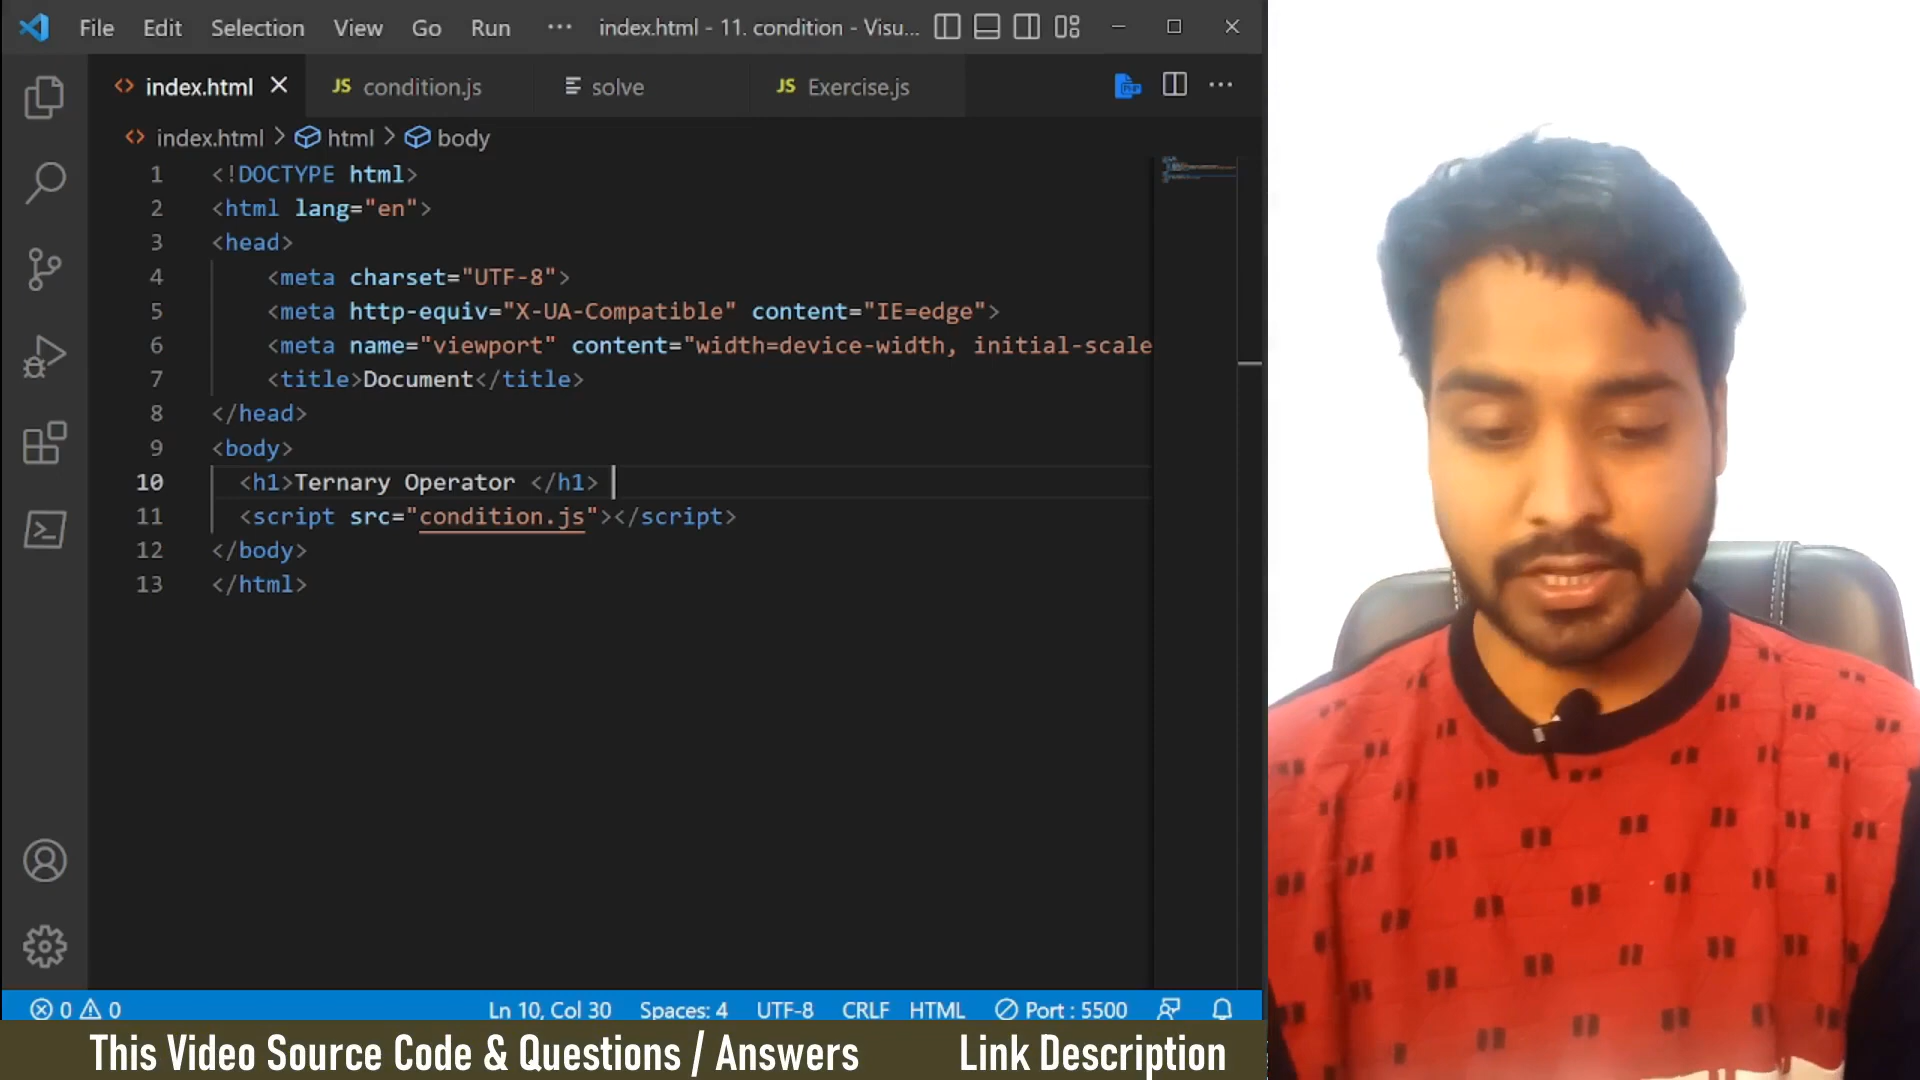 File Edit Selection View Go Run ··· index.html - 11. condition - Visu...
index.html JS condition.js solve JS Exercise.js
index.html > html > body
1 <!DOCTYPE html>
2 <html lang="en">
3 <head>
4 <meta charset="UTF-8">
5 <meta http-equiv="X-UA-Compatible" content="IE=edge">
6 <meta name="viewport" content="width=device-width, initial-scale
7 <title>Document</title>
8 </head>
9 <body>
10 <h1>Ternary Operator </h1>
11 <script src="condition.js"></script>
12 </body>
13 </html>
0 0 Ln 10, Col 30 Spaces: 4 UTF-8 CRLF HTML Port : 5500
This Video Source Code & Questions / Answers Link Description